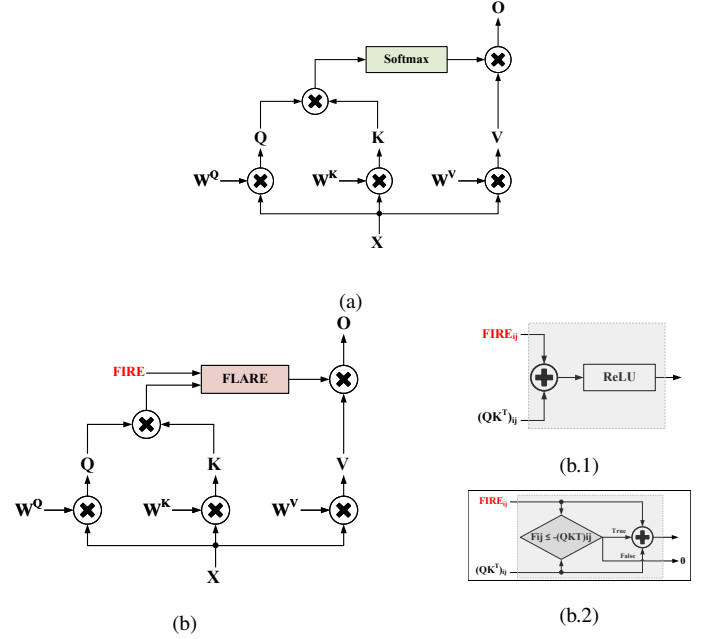 O
Softmax
Q K V
W^Q W^K W^V
X
(a)
O
FIRE
FLARE
Q K V
W^Q W^K W^V
X
(b)
FIRE_ij
ReLU
(QK^T)_ij
(b.1)
FIRE_ij
Fij ≤ -(QKT)ij
True
False
0
(QK^T)_ij
(b.2)